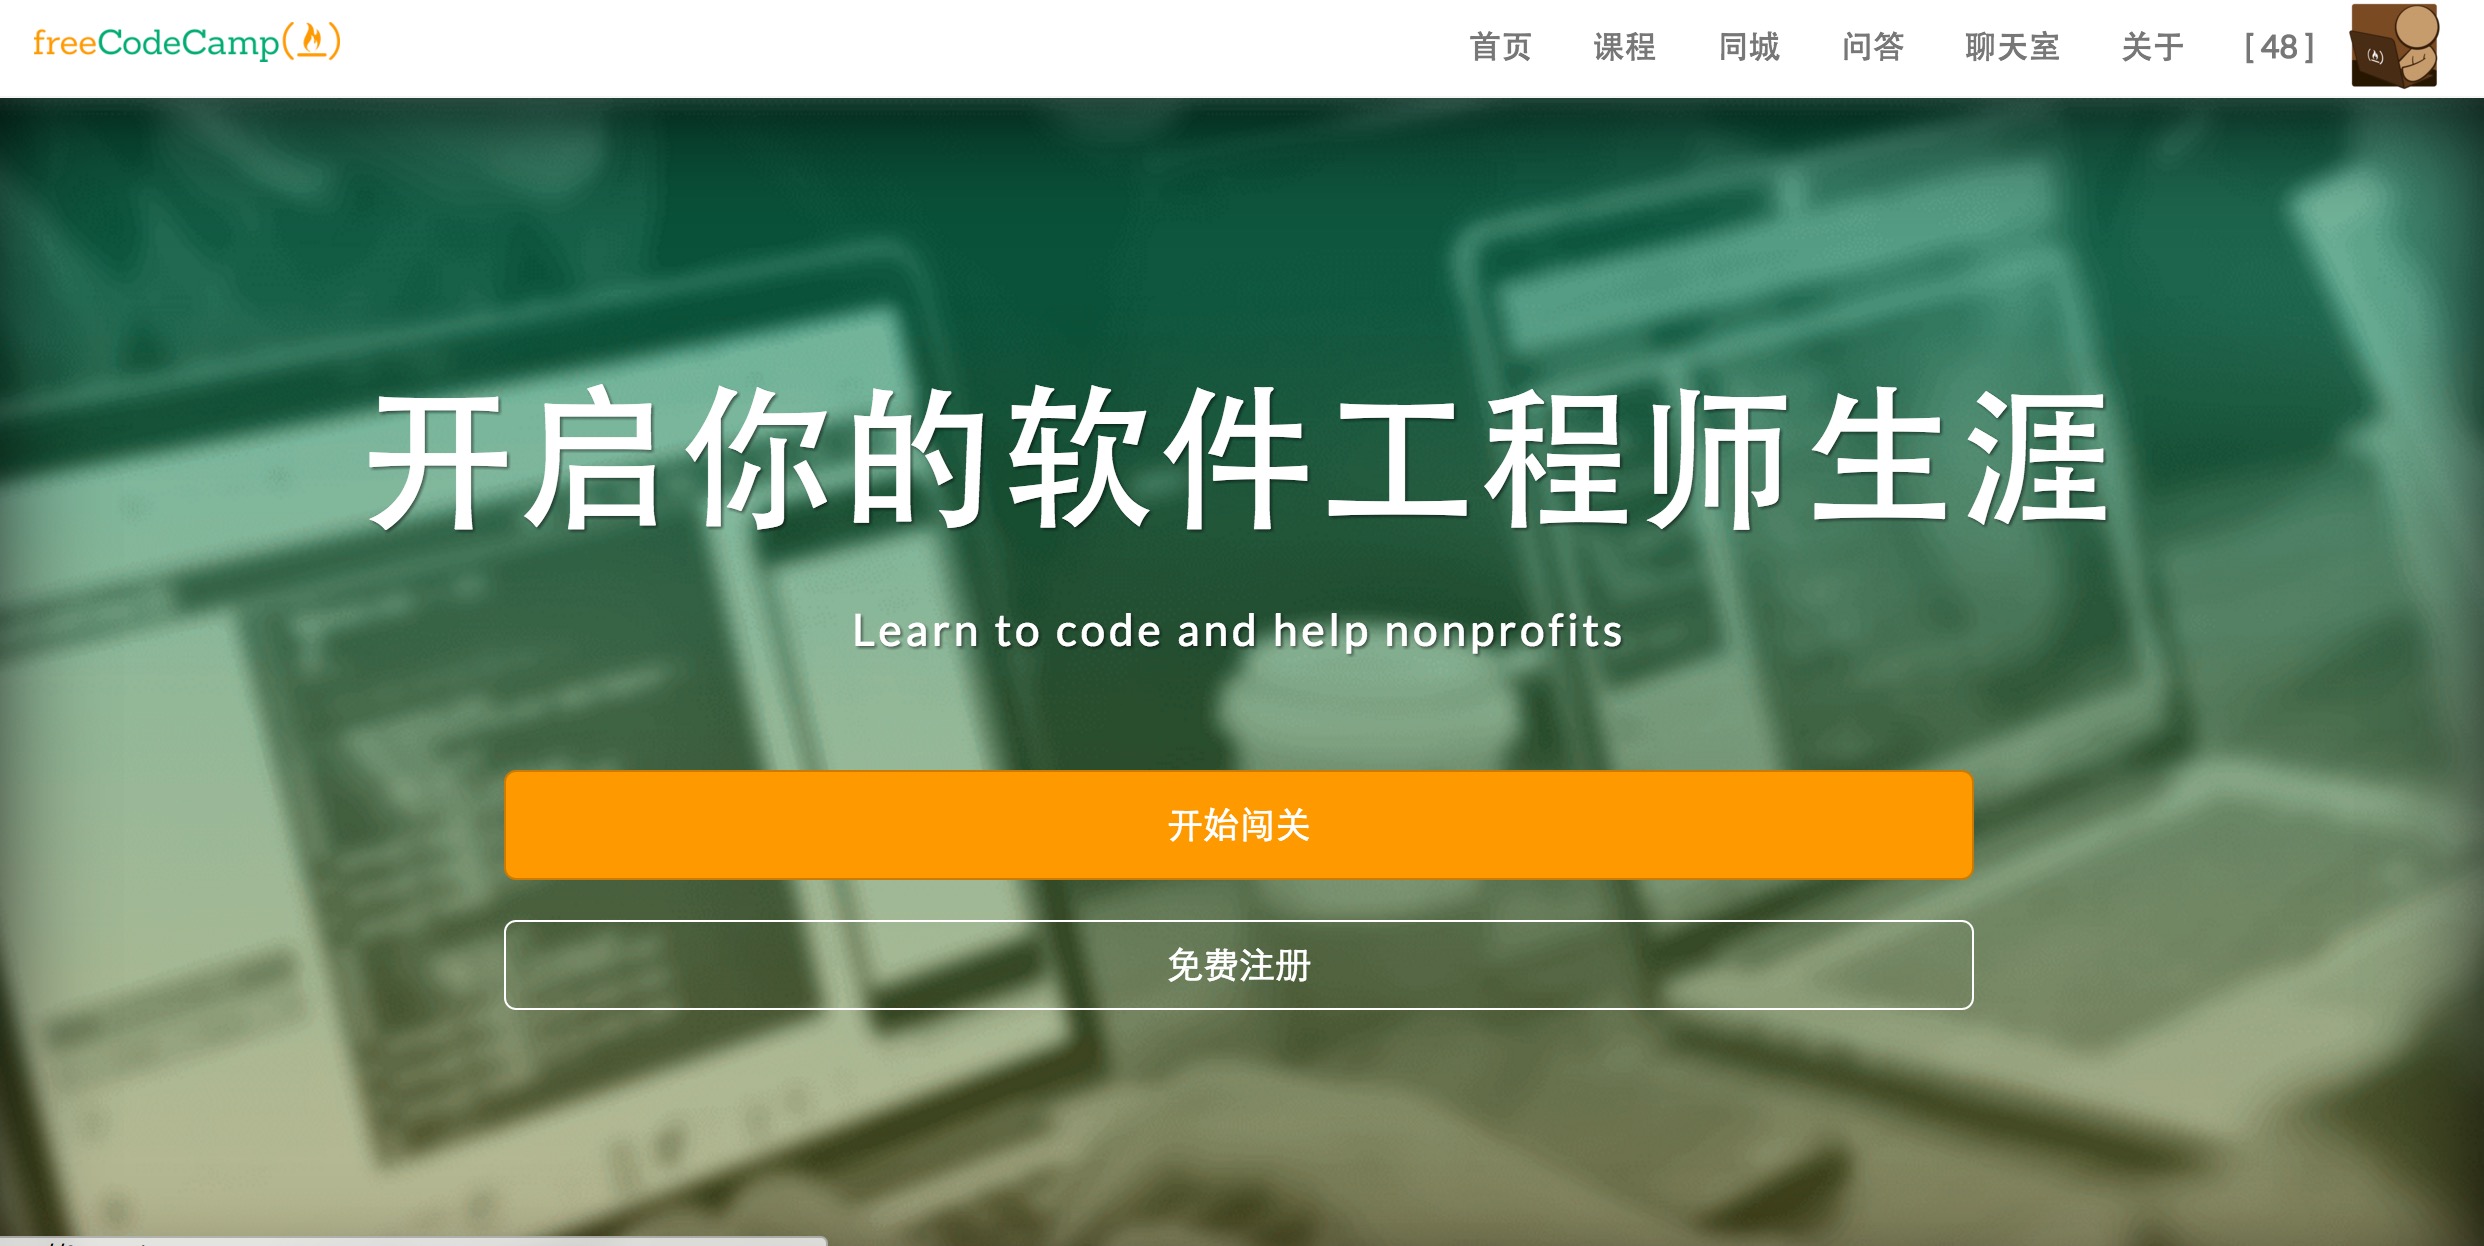 freeCodeCamp(🔥)
首页 课程 同城 问答 聊天室 关于 [48]
开启你的软件工程师生涯
Learn to code and help nonprofits
开始闯关
免费注册